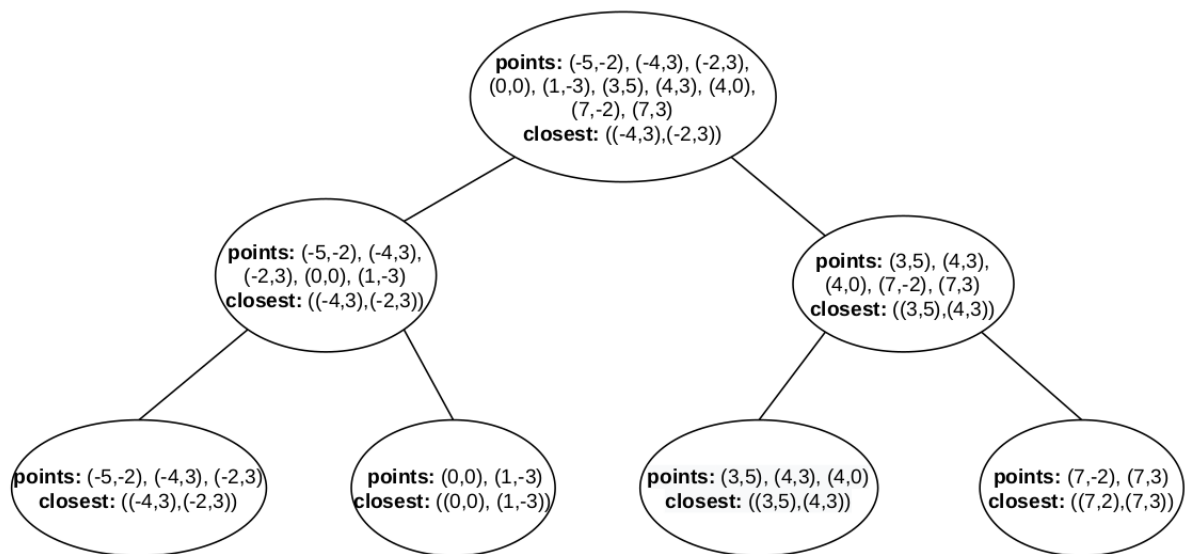 points: (-5,-2), (-4,3), (-2,3),
(0,0), (1,-3), (3,5), (4,3), (4,0),
(7,-2), (7,3)
closest: ((-4,3),(-2,3))
points: (-5,-2), (-4,3),
(-2,3), (0,0), (1,-3)
closest: ((-4,3),(-2,3))
points: (3,5), (4,3),
(4,0), (7,-2), (7,3)
closest: ((3,5),(4,3))
points: (-5,-2), (-4,3), (-2,3)
closest: ((-4,3),(-2,3))
points: (0,0), (1,-3)
closest: ((0,0), (1,-3))
points: (3,5), (4,3), (4,0)
closest: ((3,5),(4,3))
points: (7,-2), (7,3)
closest: ((7,2),(7,3))